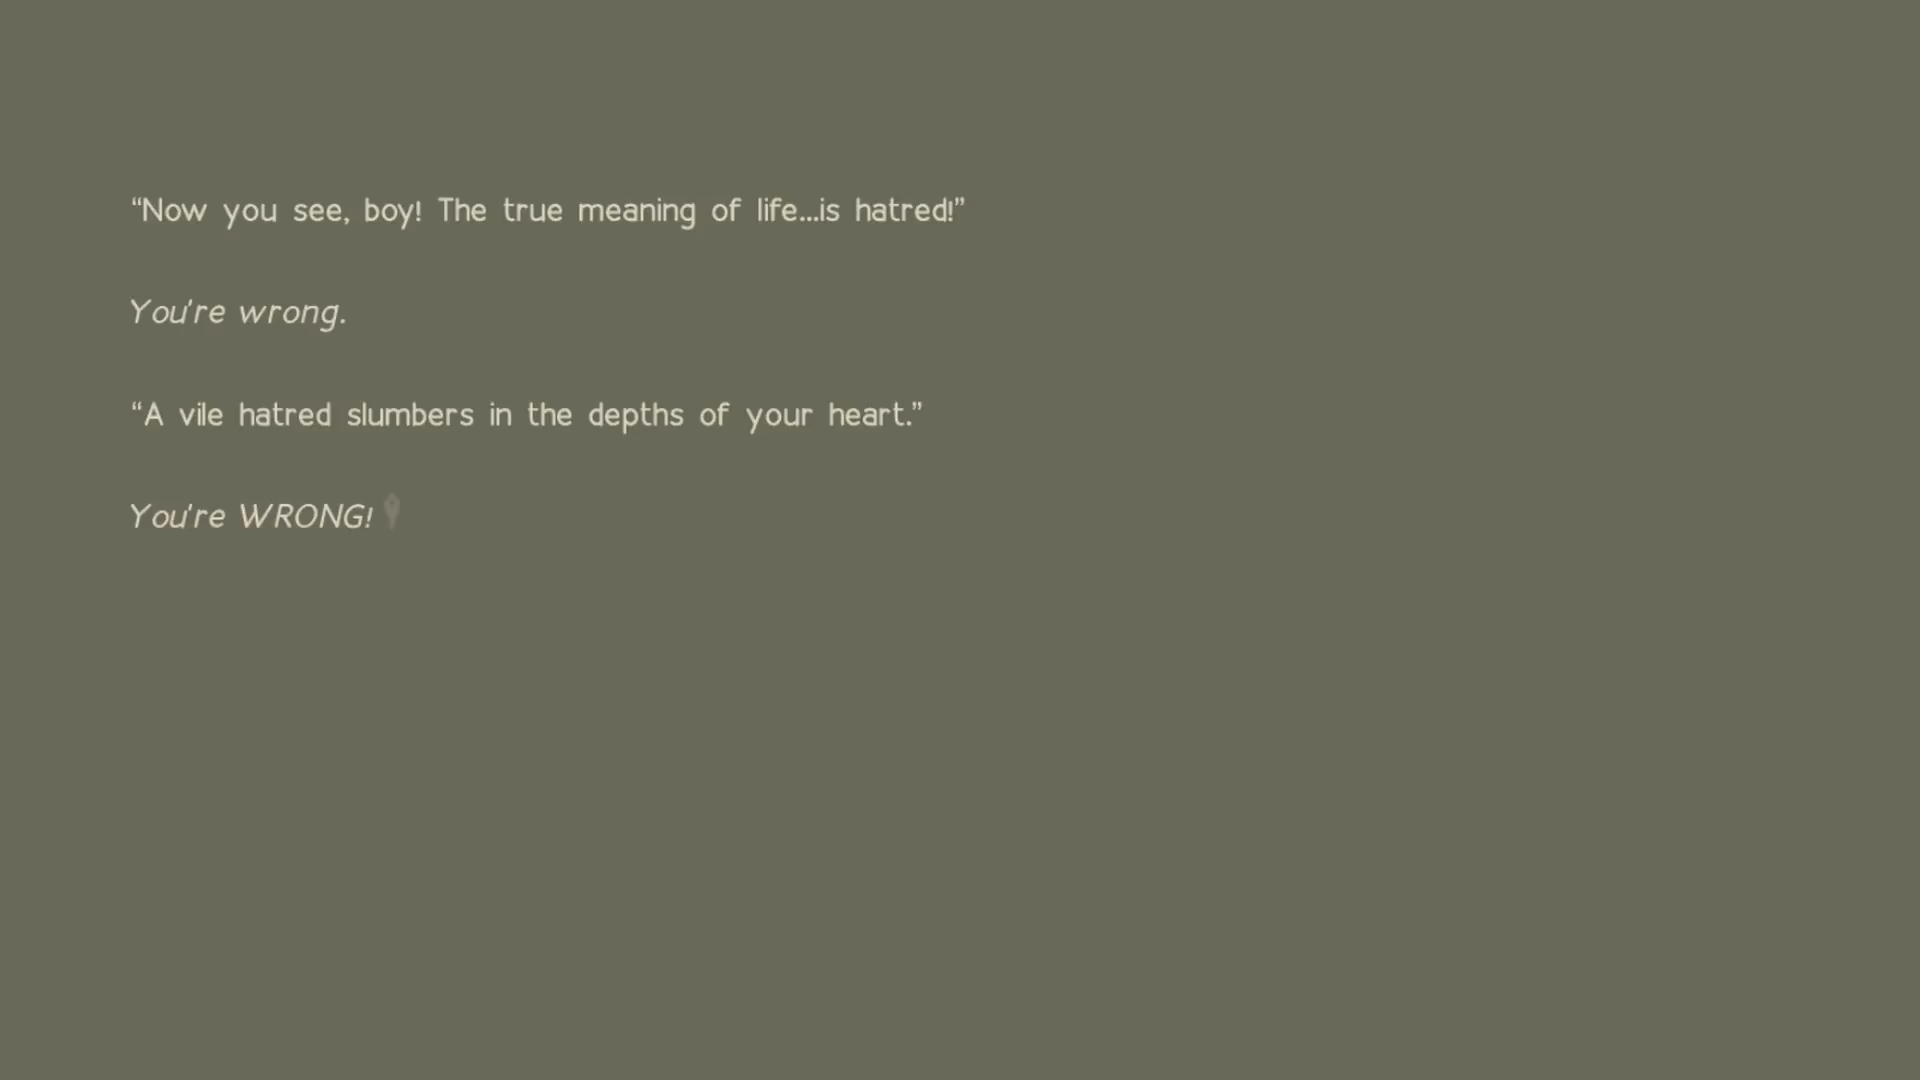 “Now you see, boy! The true meaning of life...is hatred!”
You're wrong.
“A vile hatred slumbers in the depths of your heart.”
You're WRONG!